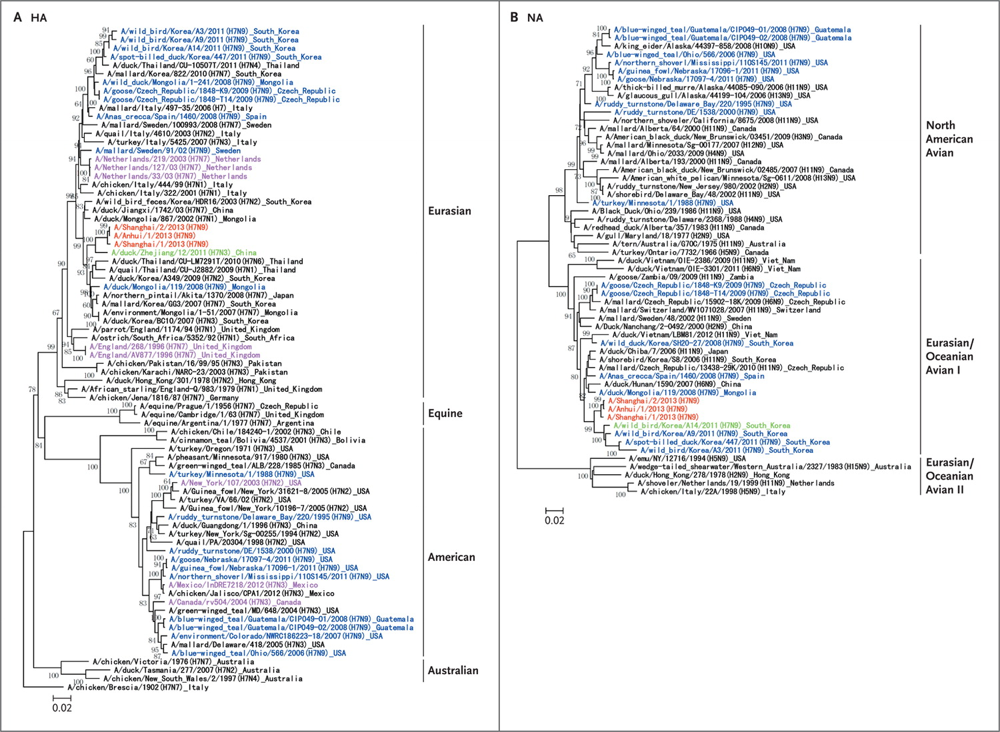 A HA
A/wild_bird/Korea/A3/2011(H7N9)_South_Korea
A/wild_bird/Korea/A9/2011(H7N9)_South_Korea
A/wild_bird/Korea/A14/2011(H7N9)_South_Korea
A/spot-billed_duck/Korea/447/2011(H7N9)_South_Korea
A/duck/Thailand/CU-10507T/2011(H7N4)_Thailand
A/mallard/Korea/822/2010(H7N7)_South_Korea
A/wild_duck/Mongolia/1-241/2008(H7N9)_Mongolia
A/goose/Czech_Republic/1848-K9/2009(H7N9)_Czech_Republic
A/goose/Czech_Republic/1848-T14/2009(H7N9)_Czech_Republic
A/mallard/Italy/497-35/2006(H7)_Italy
A/Anas_crecca/Spain/1460/2008(H7N9)_Spain
A/mallard/Sweden/100993/2008(H7N7)_Sweden
A/quail/Italy/4610/2003(H7N2)_Italy
A/turkey/Italy/5425/2007(H7N3)_Italy
A/mallard/Sweden/91/02(H7N9)_Sweden
A/Netherlands/219/2003(H7N7)_Netherlands
A/Netherlands/127/03(H7N7)_Netherlands
A/Netherlands/33/03(H7N7)_Netherlands
A/chicken/Italy/444/99(H7N1)_Italy
A/chicken/Italy/322/2001(H7N1)_Italy
A/wild_bird_feces/Korea/HDR16/2003(H7N2)_South_Korea
A/duck/Jiangxi/1742/03(H7N7)_China
A/duck/Mongolia/867/2002(H7N1)_Mongolia
A/Shanghai/2/2013(H7N9)
A/Anhui/1/2013(H7N9)
A/Shanghai/1/2013(H7N9)
A/duck/Zhejiang/12/2011(H7N3)_China
A/duck/Thailand/CU-LM7291T/2010(H7N6)_Thailand
A/quail/Thailand/CU-J2882/2009(H7N1)_Thailand
A/duck/Korea/A349/2009(H7N2)_South_Korea
A/duck/Mongolia/119/2008(H7N9)_Mongolia
A/northern_pintail/Akita/1370/2008(H7N7)_Japan
A/mallard/Korea/GG3/2007(H7N7)_South_Korea
A/environment/Mongolia/1-51/2007(H7N7)_Mongolia
A/duck/Korea/BC10/2007(H7N3)_South_Korea
A/parrot/England/1174/94(H7N1)_United_Kingdom
A/ostrich/South_Africa/5352/92(H7N1)_South_Africa
A/England/268/1996(H7N7)_United_Kingdom
A/England/AV877/1996(H7N7)_United_Kingdom
A/chicken/Pakistan/16/99/95(H7N3)_Pakistan
A/chicken/Karachi/NARC-23/2003(H7N3)_Pakistan
A/duck/Hong_Kong/301/1978(H7N2)_Hong_Kong
A/African_starling/England-Q/983/1979(H7N1)_United_Kingdom
A/chicken/Jena/1816/87(H7N7)_Germany
Eurasian
A/equine/Prague/1/1956(H7N7)_Czech_Republic
A/equine/Cambridge/1/63(H7N7)_United_Kingdom
A/equine/Argentina/1/1977(H7N7)_Argentina
Equine
A/chicken/Chile/184240-1/2002(H7N3)_Chile
A/cinnamon_teal/Bolivia/4537/2001(H7N3)_Bolivia
A/turkey/Oregon/1971(H7N3)_USA
A/pheasant/Minnesota/917/1980(H7N3)_USA
A/green-winged_teal/ALB/228/1985(H7N3)_Canada
A/turkey/Minnesota/1/1988(H7N9)_USA
A/New_York/107/2003(H7N2)_USA
A/Guinea_fowl/New_York/31621-8/2005(H7N2)_USA
A/turkey/VA/66/02(H7N2)_USA
A/Guinea_fowl/New_York/10196-7/2005(H7N2)_USA
A/ruddy_turnstone/Delaware_Bay/220/1995(H7N9)_USA
A/duck/Guangdong/1/1996(H7N3)_China
A/turkey/New_York/Sg-00255/1994(H7N2)_USA
A/quail/PA/20304/1998(H7N2)_USA
A/ruddy_turnstone/DE/1538/2000(H7N9)_USA
A/goose/Nebraska/17097-4/2011(H7N9)_USA
A/guinea_fowl/Nebraska/17096-1/2011(H7N9)_USA
A/northern_shoverl/Mississippi/11OS145/2011(H7N9)_USA
A/Mexico/InDRE7218/2012(H7N3)_Mexico
A/chicken/Jalisco/CPA1/2012(H7N3)_Mexico
A/Canada/rv504/2004(H7N3)_Canada
A/green-winged_teal/MD/648/2004(H7N3)_USA
A/blue-winged_teal/Guatemala/CIP049-01/2008(H7N9)_Guatemala
A/blue-winged_teal/Guatemala/CIP049-02/2008(H7N9)_Guatemala
A/environment/Colorado/NWRC186223-18/2007(H7N9)_USA
A/mallard/Delaware/418/2005(H7N3)_USA
A/blue-winged_teal/Ohio/566/2006(H7N9)_USA
American
A/chicken/Victoria/1976(H7N7)_Australia
A/duck/Tasmania/277/2007(H7N2)_Australia
A/chicken/New_South_Wales/2/1997(H7N4)_Australia
Australian
A/chicken/Brescia/1902(H7N7)_Italy
0.02
B NA
A/blue-winged_teal/Guatemala/CIP049-01/2008(H7N9)_Guatemala
A/blue-winged_teal/Guatemala/CIP049-02/2008(H7N9)_Guatemala
A/king_eider/Alaska/44397-858/2008(H10N9)_USA
A/blue-winged_teal/Ohio/566/2006(H7N9)_USA
A/northern_shoverl/Mississippi/11OS145/2011(H7N9)_USA
A/guinea_fowl/Nebraska/17096-1/2011(H7N9)_USA
A/goose/Nebraska/17097-4/2011(H7N9)_USA
A/thick-billed_murre/Alaska/44085-090/2006(H11N9)_USA
A/glaucous_gull/Alaska/44199-104/2006(H13N9)_USA
A/ruddy_turnstone/Delaware_Bay/220/1995(H7N9)_USA
A/ruddy_turnstone/DE/1538/2000(H7N9)_USA
A/northern_shoveler/California/8675/2008(H11N9)_USA
A/mallard/Alberta/64/2000(H11N9)_Canada
A/American_black_duck/New_Brunswick/03451/2009(H3N9)_Canada
A/mallard/Minnesota/Sg-00177/2007(H12N9)_USA
A/mallard/Ohio/2033/2009(H4N9)_USA
A/mallard/Alberta/193/2000(H11N9)_Canada
A/American_black_duck/New_Brunswick/02485/2007(H11N9)_Canada
A/American_white_pelican/Minnesota/Sg-0611/2008(H13N9)_USA
A/ruddy_turnstone/New_Jersey/980/2002(H2N9)_USA
A/shorebird/Delaware_Bay/48/2002(H11N9)_USA
A/turkey/Minnesota/1/1988(H7N9)_USA
A/Black_Duck/Ohio/239/1986(H11N9)_USA
A/ruddy_turnstone/Delaware/2368/1988(H4N9)_USA
A/redhead_duck/Alberta/357/1983(H11N9)_Canada
A/gull/Maryland/18/1977(H2N9)_USA
A/tern/Australia/G70C/1975(H11N9)_Australia
A/turkey/Ontario/7732/1966(H5N9)_Canada
North
American
Avian
A/duck/Vietnam/OIE-2386/2009(H11N9)_Viet_Nam
A/duck/Vietnam/OIE-3301/2011(H6N9)_Viet_Nam
A/goose/Zambia/09/2009(H11N9)_Zambia
A/goose/Czech_Republic/1848-K9/2009(H7N9)_Czech_Republic
A/goose/Czech_Republic/1848-T14/2009(H7N9)_Czech_Republic
A/mallard/Czech_Republic/15902-18K/2009(H6N9)_Czech_Republic
A/mallard/Switzerland/WV1071028/2007(H11N9)_Switzerland
A/mallard/Sweden/48/2002(H11N9)_Sweden
A/Duck/Nanchang/2-0492/2000(H2N9)_China
A/duck/Vietnam/LBM81/2012(H11N9)_Viet_Nam
A/wild_duck/Korea/SH20-27/2008(H7N9)_South_Korea
A/duck/Chiba/7/2006(H11N9)_Japan
A/shorebird/Korea/S8/2006(H11N9)_South_Korea
A/mallard/Czech_Republic/13438-29K/2010(H11N9)_Czech_Republic
A/Anas_crecca/Spain/1460/2008(H7N9)_Spain
A/duck/Hunan/1590/2007(H6N9)_China
A/duck/Mongolia/119/2008(H7N9)_Mongolia
A/Shanghai/2/2013(H7N9)
A/Anhui/1/2013(H7N9)
A/Shanghai/1/2013(H7N9)
A/wild_bird/Korea/A14/2011(H7N9)_South_Korea
A/wild_bird/Korea/A9/2011(H7N9)_South_Korea
A/spot-billed_duck/Korea/447/2011(H7N9)_South_Korea
A/wild_bird/Korea/A3/2011(H7N9)_South_Korea
Eurasian/
Oceanian
Avian I
A/emu/NY/12716/1994(H5N9)_USA
A/wedge-tailed_shearwater/Western_Australia/2327/1983(H15N9)_Australia
A/duck/Hong_Kong/278/1978(H2N9)_Hong_Kong
A/shoveler/Netherlands/19/1999(H11N9)_Netherlands
A/chicken/Italy/22A/1998(H5N9)_Italy
Eurasian/
Oceanian
Avian II
0.02